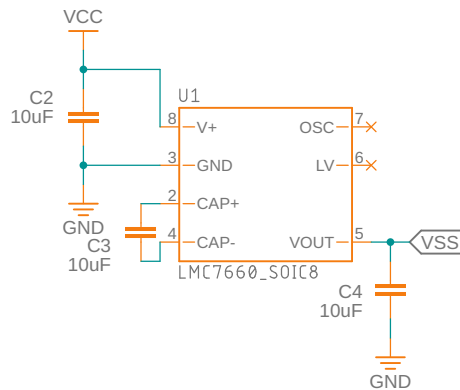 VCC
C2
10uF
U1
8
V+
OSC
7
3
GND
LV
6
2
CAP+
GND
C3
10uF
4
CAP-
VOUT
5
VSS
LMC7660_SOIC8
C4
10uF
GND